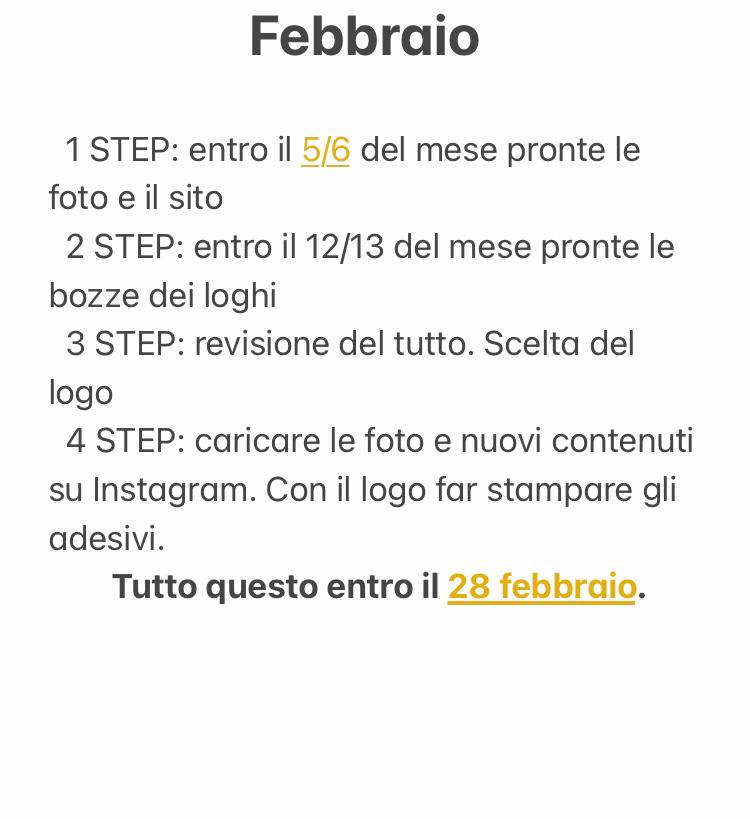 Febbraio
1 STEP: entro il 5/6 del mese pronte le
foto e il sito
2 STEP: entro il 12/13 del mese pronte le
bozze dei loghi
3 STEP: revisione del tutto. Scelta del
logo
4 STEP: caricare le foto e nuovi contenuti
su Instagram. Con il logo far stampare gli
adesivi.
Tutto questo entro il 28 febbraio.